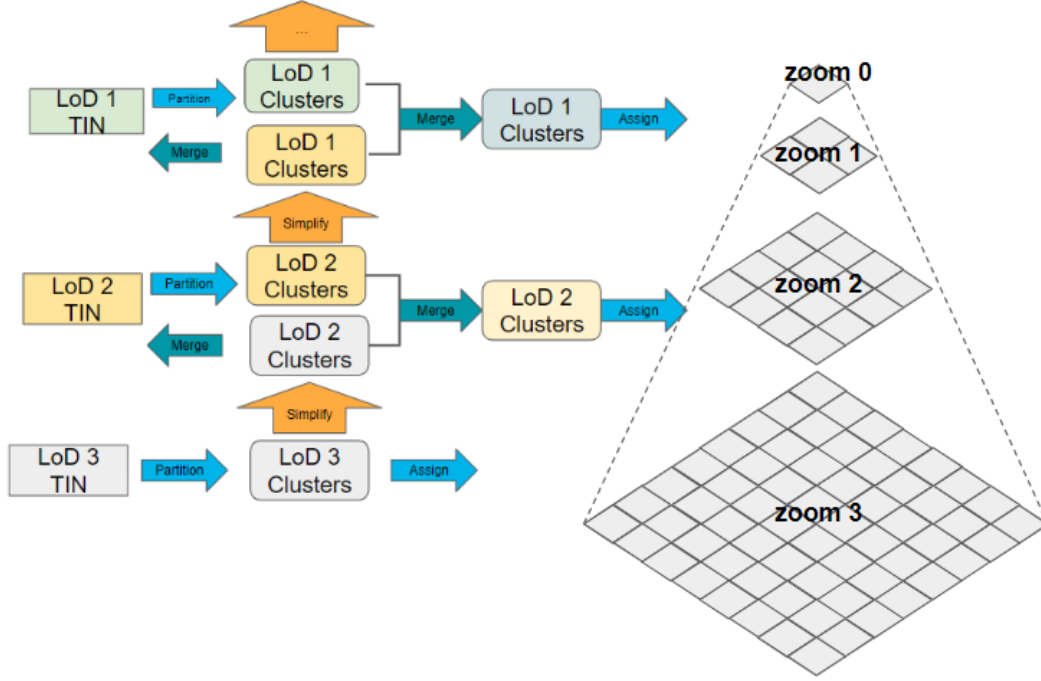 ...
LoD 1
TIN
Partition
LoD 1
Clusters
Merge
LoD 1
Clusters
Merge
LoD 1
Clusters
Assign
Simplify
LoD 2
TIN
Partition
LoD 2
Clusters
Merge
LoD 2
Clusters
Merge
LoD 2
Clusters
Assign
Simplify
LoD 3
TIN
Partition
LoD 3
Clusters
Assign
zoom 0
zoom 1
zoom 2
zoom 3